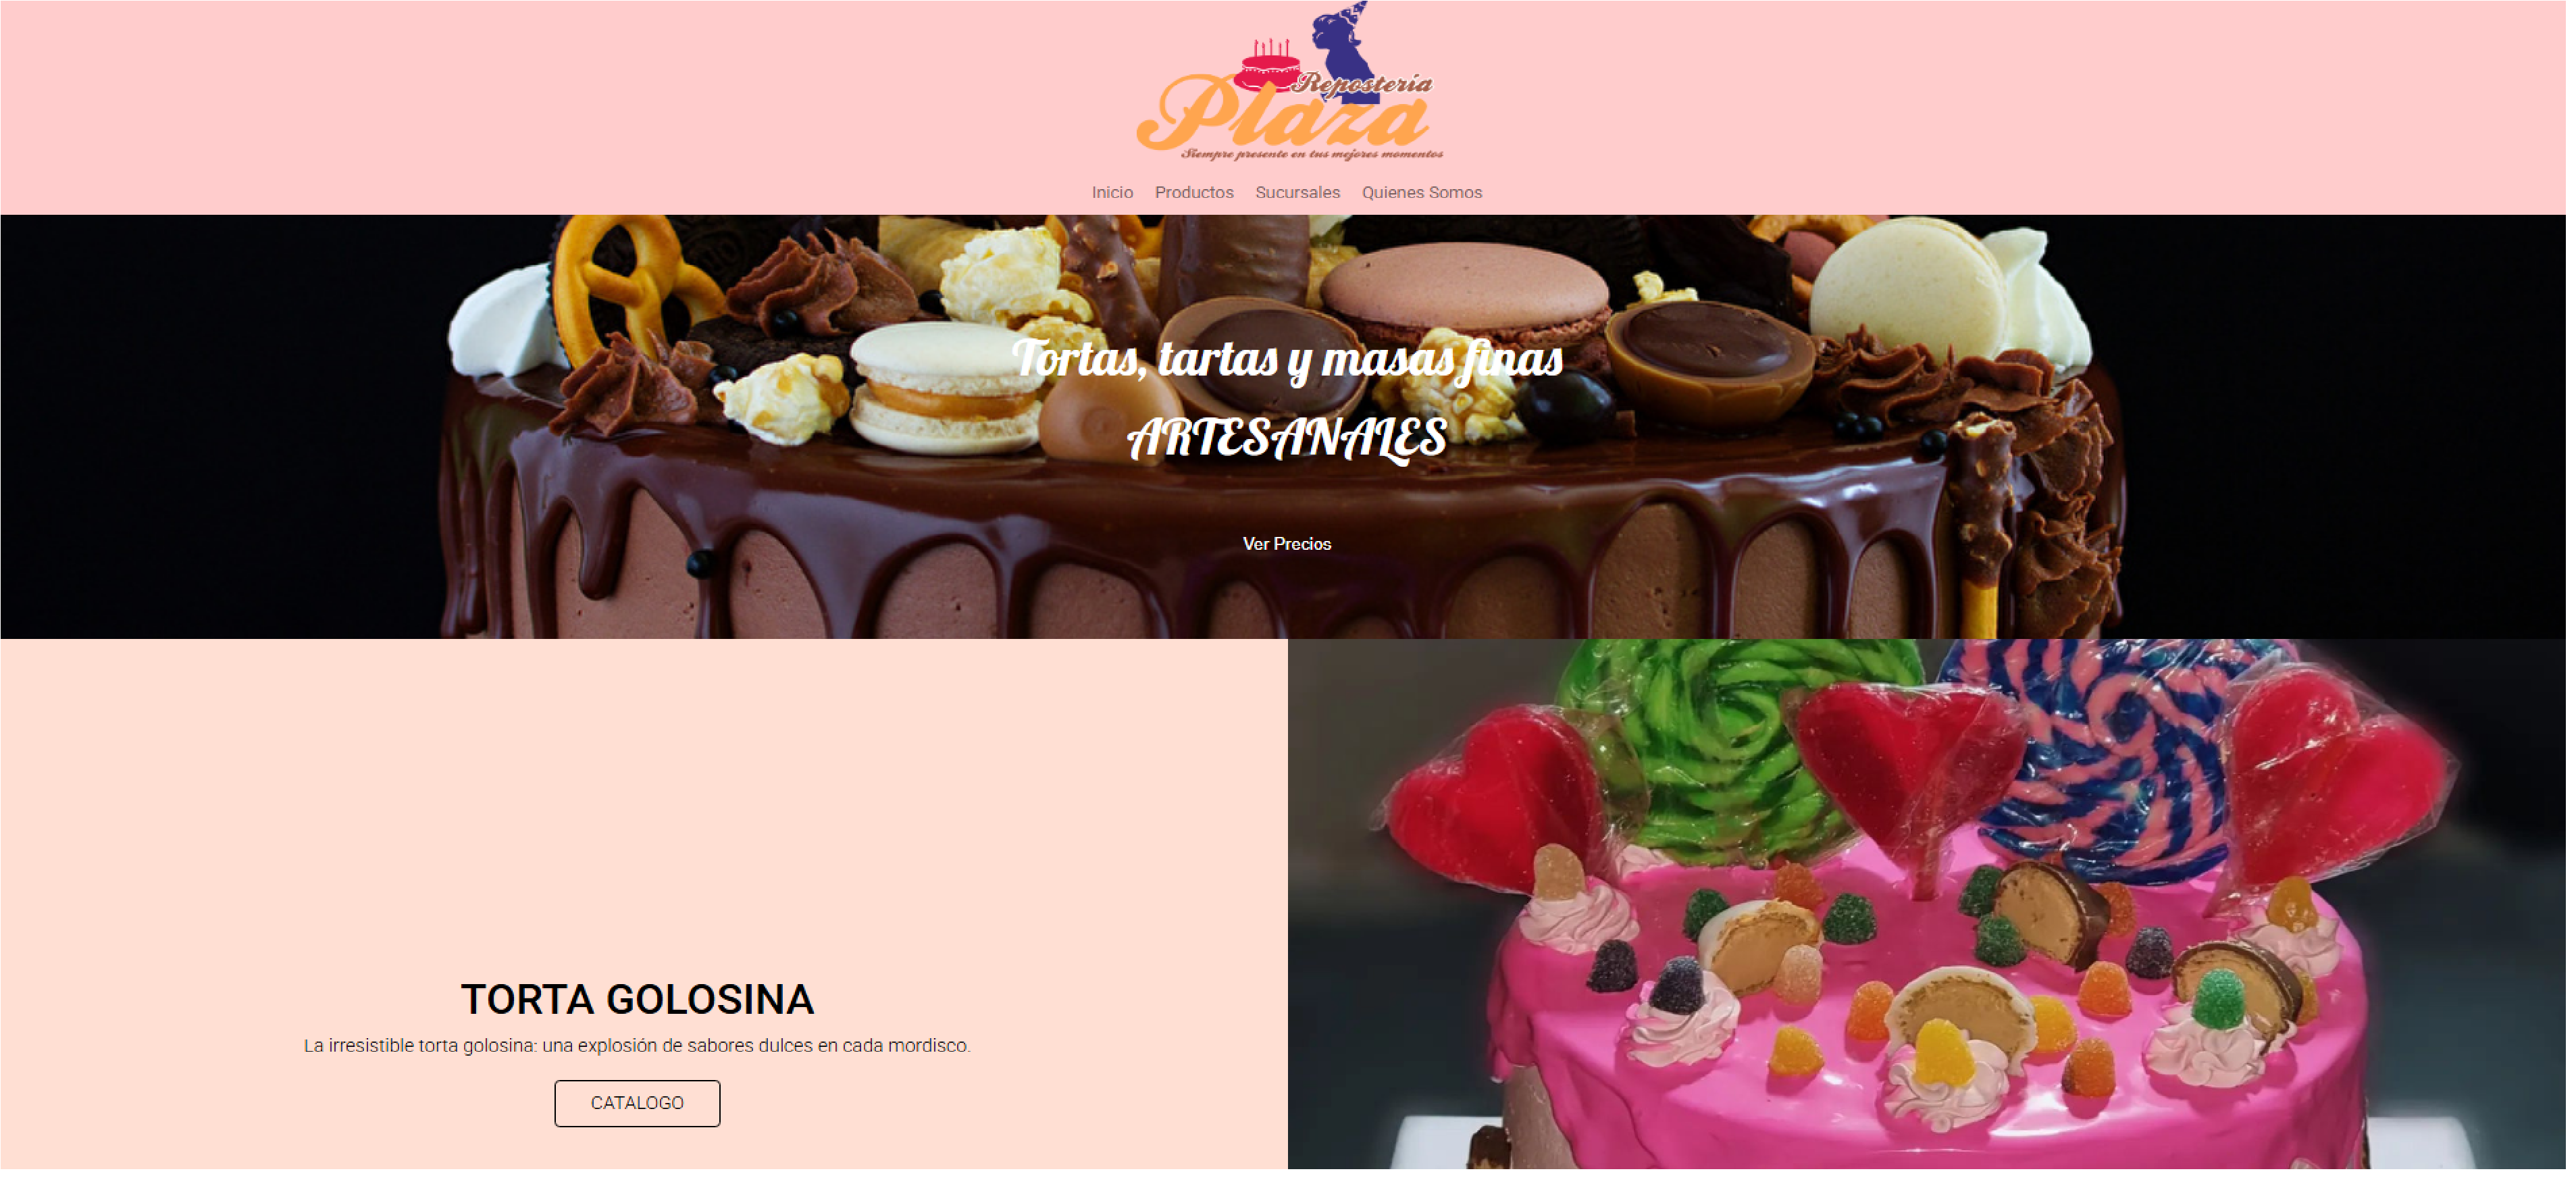 Repostería
Plaza
Siempre presente en tus mejores momentos
Inicio Productos Sucursales Quienes Somos
Tortas, tartas y masas finas
ARTESANALES
Ver Precios
TORTA GOLOSINA
La irresistible torta golosina: una explosión de sabores dulces en cada mordisco.
CATALOGO